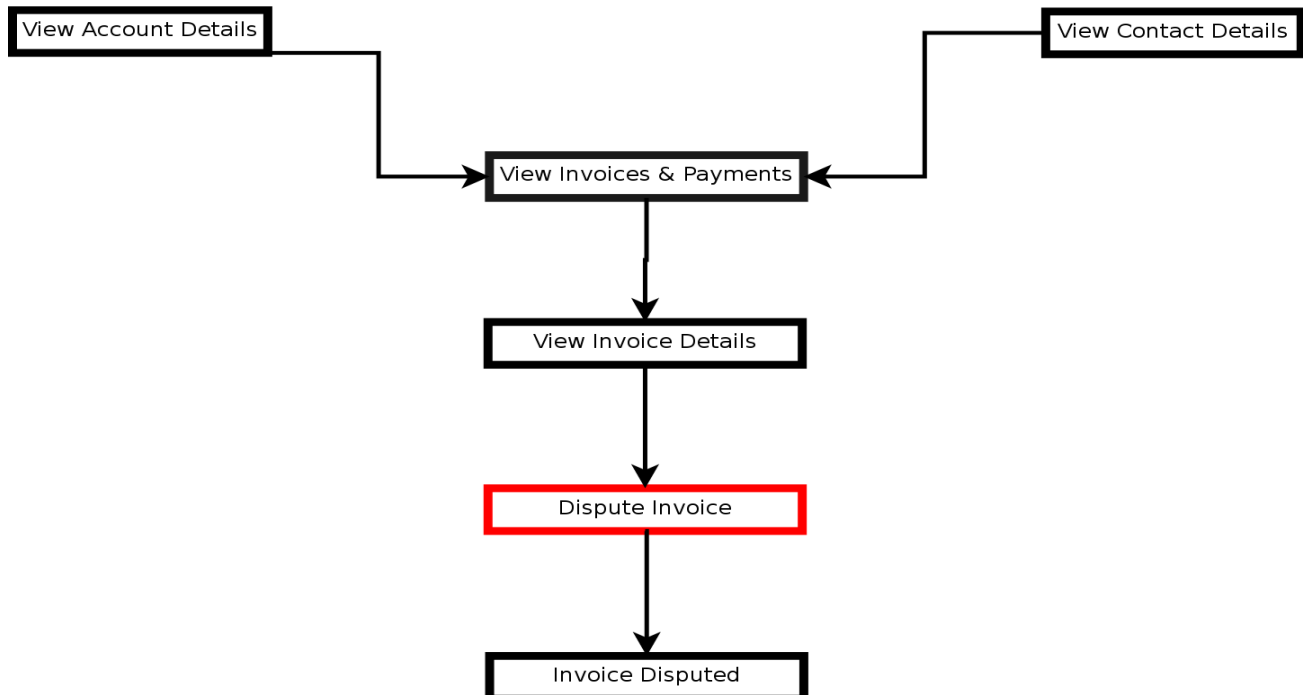 View Account Details
View Contact Details
View Invoices & Payments
View Invoice Details
Dispute Invoice
Invoice Disputed